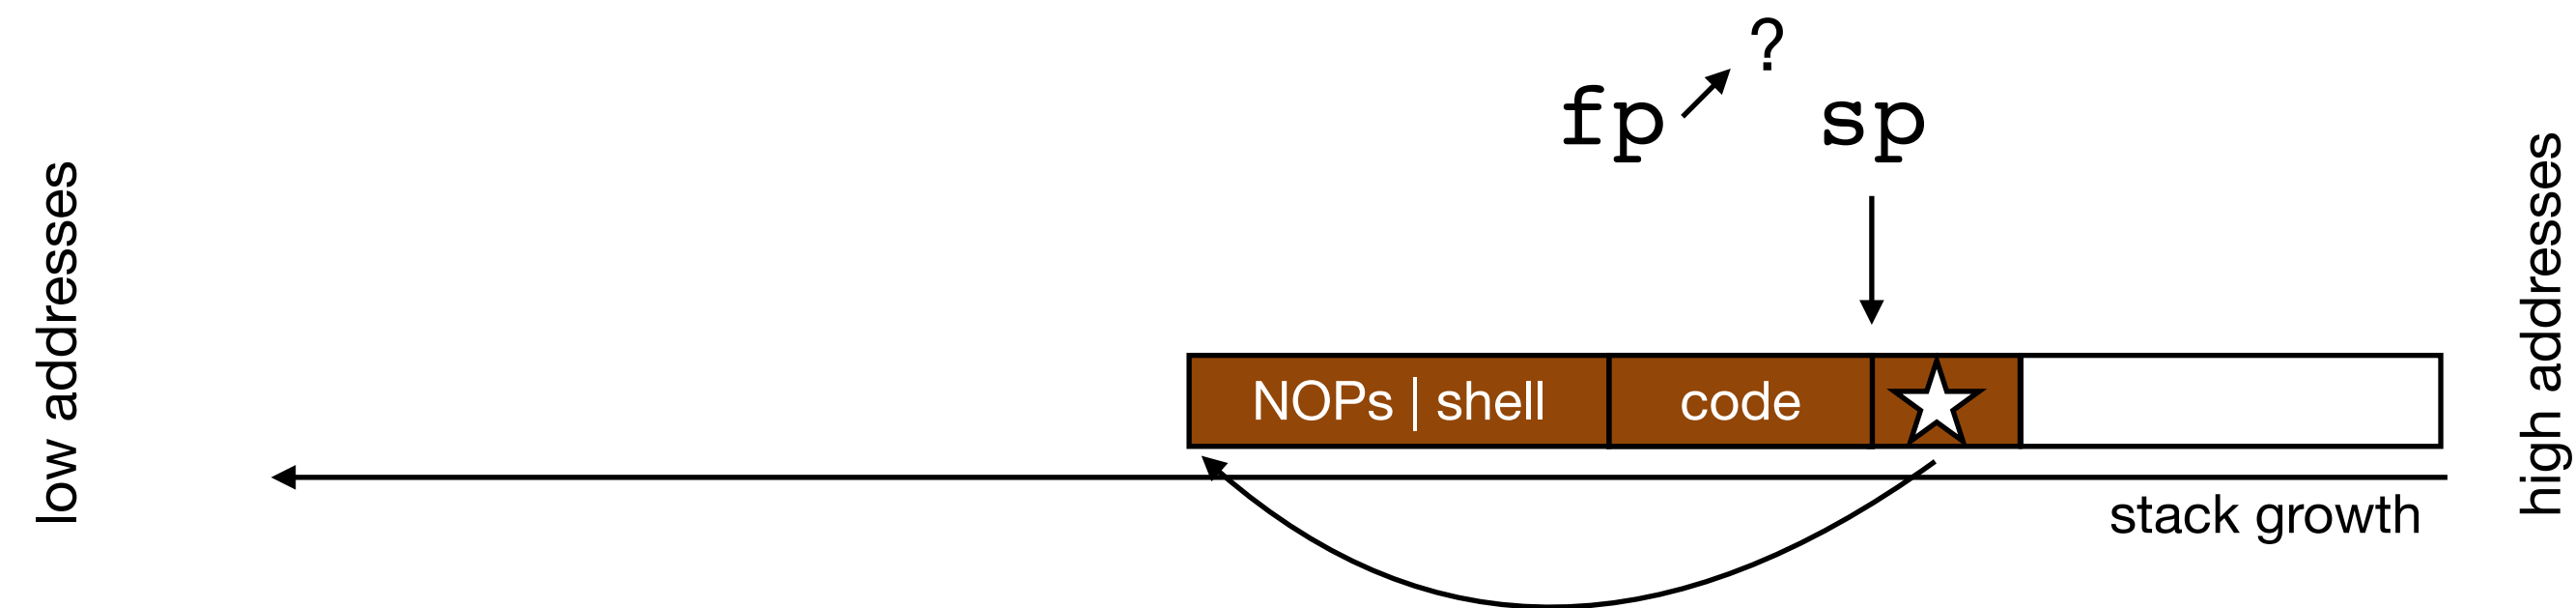 ?
fp sp
low addresses
high addresses
NOPs | shell code
stack growth